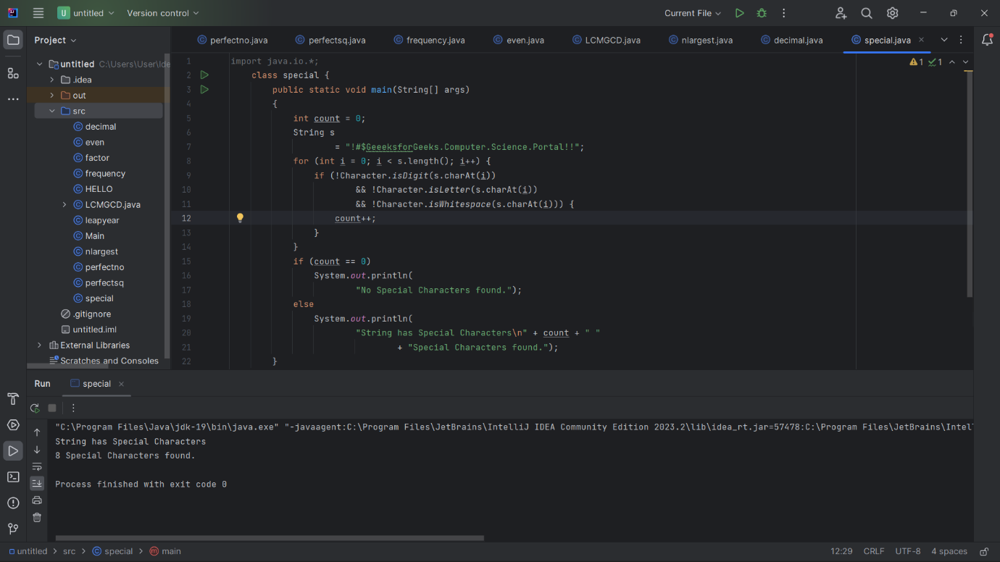 U untitled Version control Current File
Project perfectno.java perfectsq.java frequency.java even.java LCMGCD.java nlargest.java decimal.java special.java
untitled C:\Users\User\Ide
.idea
out
src
decimal
even
factor
frequency
HELLO
LCMGCD.java
leapyear
Main
nlargest
perfectno
perfectsq
special
.gitignore
untitled.iml
External Libraries
Scratches and Consoles
1 import java.io.*;
2 class special {
3 public static void main(String[] args)
4 {
5 int count = 0;
6 String s
7 = "!#$GeeeksforGeeks.Computer.Science.Portal!!";
8 for (int i = 0; i < s.length(); i++) {
9 if (!Character.isDigit(s.charAt(i))
10 && !Character.isLetter(s.charAt(i))
11 && !Character.isWhitespace(s.charAt(i))) {
12 count++;
13 }
14 }
15 if (count == 0)
16 System.out.println(
17 "No Special Characters found.");
18 else
19 System.out.println(
20 "String has Special Characters\n" + count + " "
21 + "Special Characters found.");
22 }
1 1
Run special
"C:\Program Files\Java\jdk-19\bin\java.exe" "-javaagent:C:\Program Files\JetBrains\IntelliJ IDEA Community Edition 2023.2\lib\idea_rt.jar=57478:C:\Program Files\JetBrains\Intel
String has Special Characters
8 Special Characters found.
Process finished with exit code 0
untitled > src > special > main 12:29 CRLF UTF-8 4 spaces